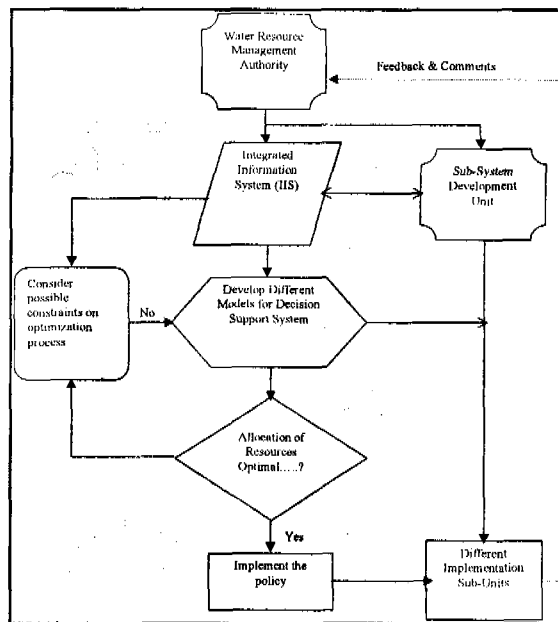 Water Resource
Management
Authority
Feedback & Comments
Integrated
Information
System (IIS)
Sub-System
Development
Unit
Consider
possible
constraints on
optimization
process
No
Develop Different
Models for Decision
Support System
Allocation of
Resources
Optimal.....?
Yes
Implement the
policy
Different
Implementation
Sub-Units